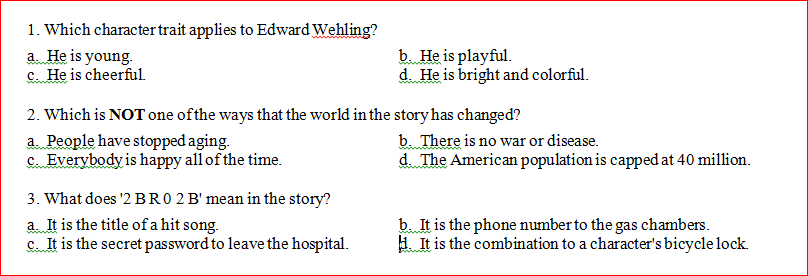 1. Which character trait applies to Edward Wehling?
a. He is young. b. He is playful.
c. He is cheerful. d. He is bright and colorful.
2. Which is NOT one of the ways that the world in the story has changed?
a. People have stopped aging. b. There is no war or disease.
c. Everybody is happy all of the time. d. The American population is capped at 40 million.
3. What does '2 B R 0 2 B' mean in the story?
a. It is the title of a hit song. b. It is the phone number to the gas chambers.
c. It is the secret password to leave the hospital. d. It is the combination to a character's bicycle lock.